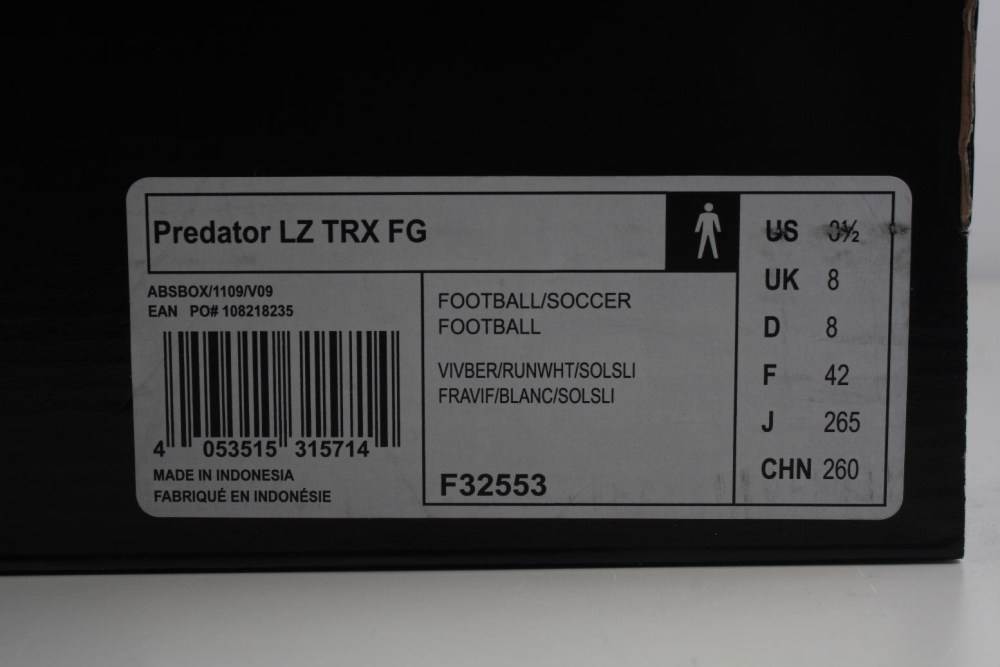 Predator LZ TRX FG
ABSBOX/1109/V09
EAN PO# 108218235
4 053515 315714
MADE IN INDONESIA
FABRIQUÉ EN INDONÉSIE
FOOTBALL/SOCCER
FOOTBALL
VIVBER/RUNWHT/SOLSLI
FRAVIF/BLANC/SOLSLI
F32553
US
UK 8
D 8
F 42
J 265
CHN 260